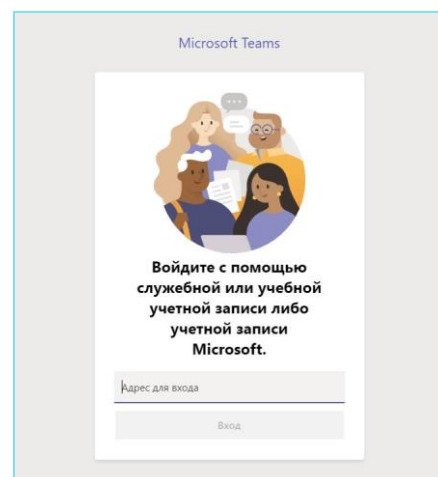 Microsoft Teams
Войдите с помощью
служебной или учебной
учетной записи либо
учетной записи
Microsoft.
Адрес для входа
Вход